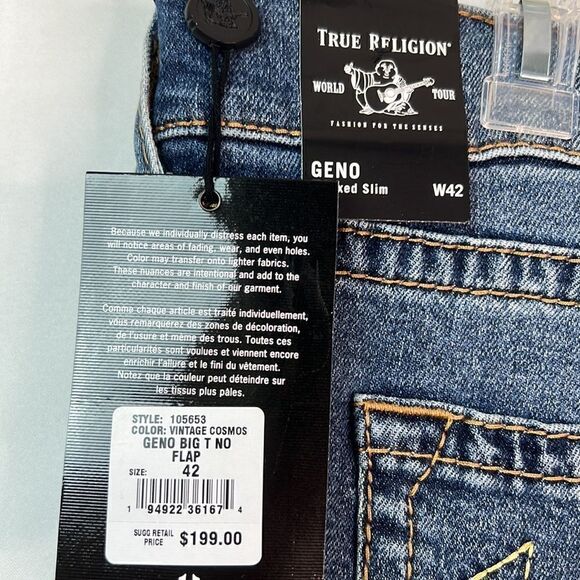 TRUE RELIGION®
WORLD TOUR
FASHION FOR THE SENSES
GENO
ked Slim W42
Because we individually distress each item, you
will notice areas of fading, wear, and even holes.
Color may transfer onto lighter fabrics.
These nuances are intentional and add to the
character and finish of our garment.
Comme chaque article est traité individuellement,
vous remarquerez des zones de décoloration,
de l'usure et même des trous. Toutes ces
particularités sont voulues et viennent encore
enrichir l'allure et le fini du vêtement.
Notez que la couleur peut déteindre sur
les tissus plus pâles.
STYLE: 105653
COLOR: VINTAGE COSMOS
GENO BIG T NO
FLAP
SIZE: 42
1 94922 36167 4
SUGG RETAIL
PRICE $199.00